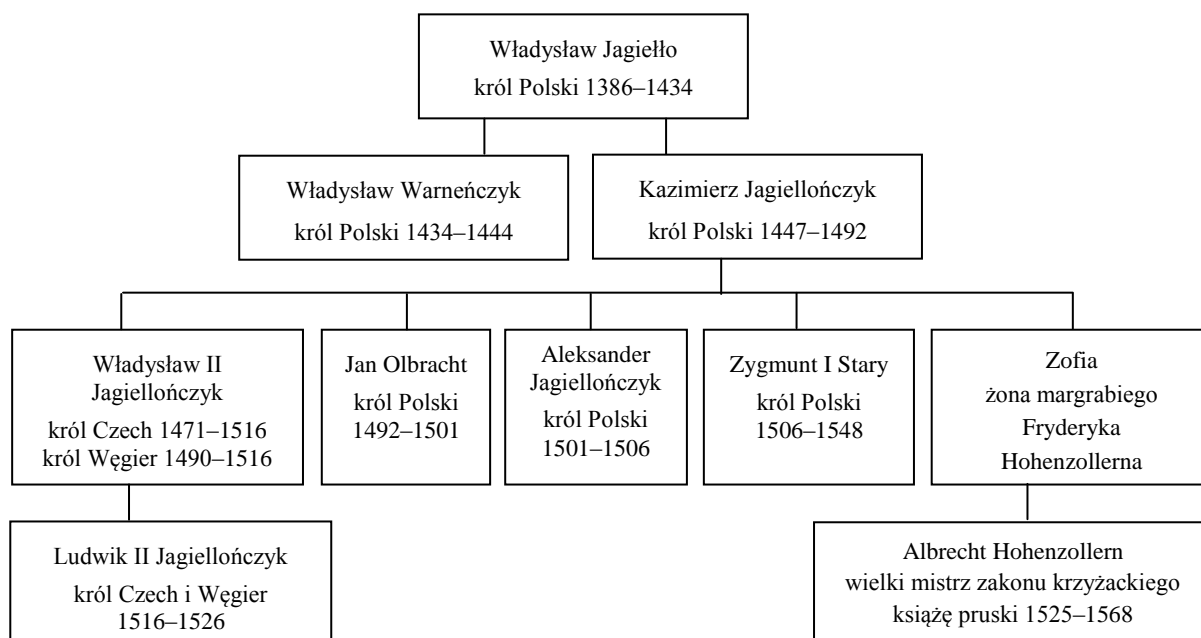 Władysław Jagiełło
król Polski 1386–1434
Władysław Warneńczyk
król Polski 1434–1444
Kazimierz Jagiellończyk
król Polski 1447–1492
Władysław II
Jagiellończyk
król Czech 1471–1516
król Węgier 1490–1516
Jan Olbracht
król Polski
1492–1501
Aleksander
Jagiellończyk
król Polski
1501–1506
Zygmunt I Stary
król Polski
1506–1548
Zofia
żona margrabiego
Fryderyka
Hohenzollerna
Ludwik II Jagiellończyk
król Czech i Węgier
1516–1526
Albrecht Hohenzollern
wielki mistrz zakonu krzyżackiego
książę pruski 1525–1568